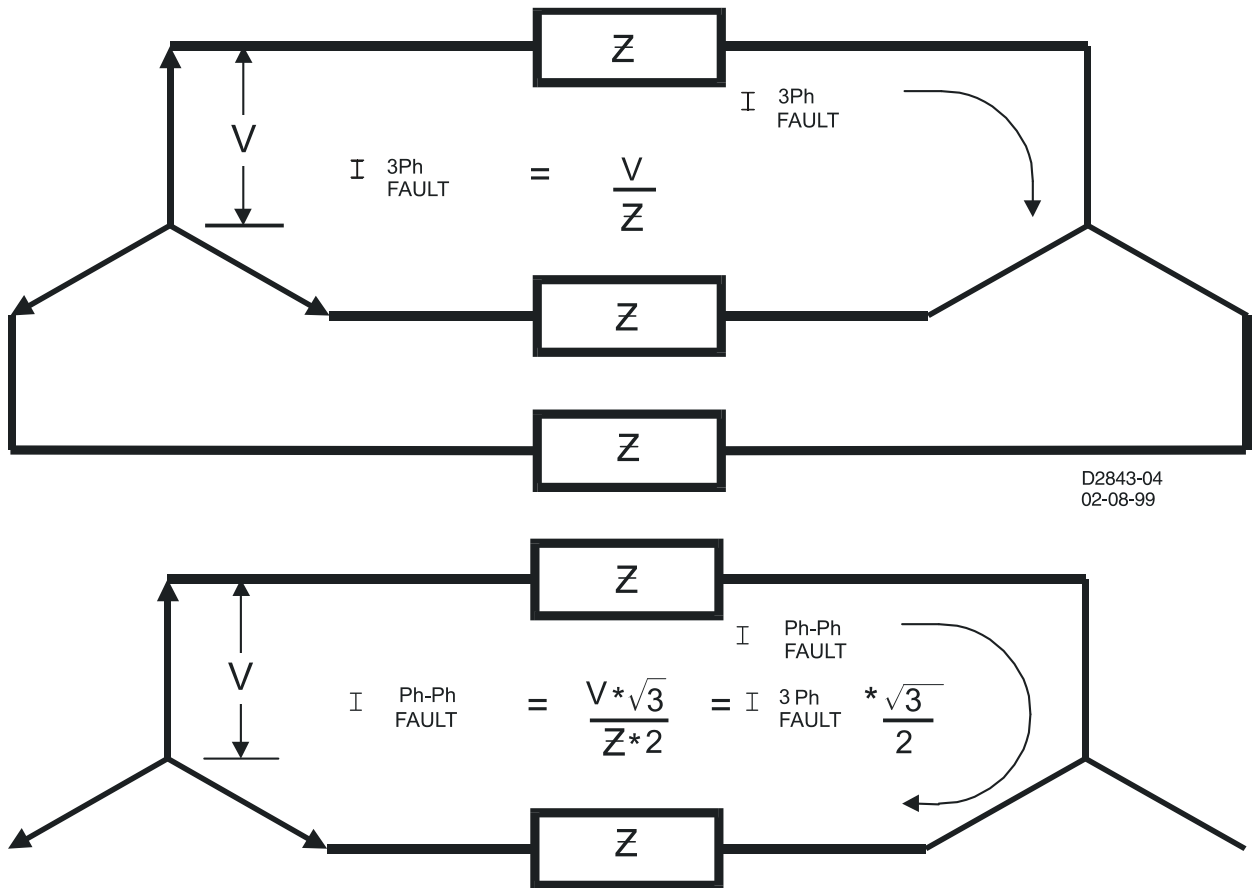 Z
I 3Ph
FAULT
V
I 3Ph
FAULT
= V
Z
Z
Z
D2843-04
02-08-99
Z
I Ph-Ph
FAULT
V
I Ph-Ph
FAULT
= V*√3
Z*2
= I 3 Ph
FAULT
* √3
2
Z